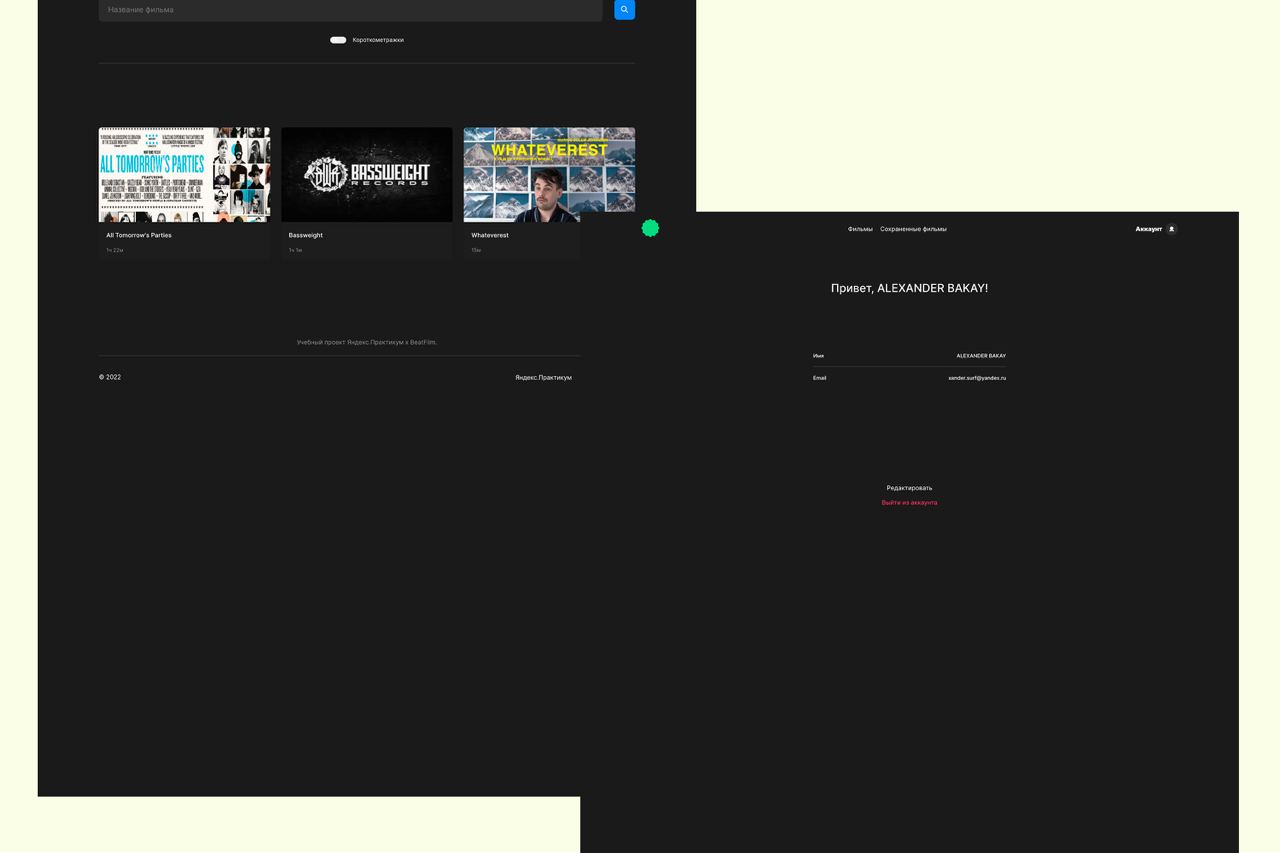 Название фильма
Короткометражки
ALL TOMORROW'S PARTIES
FEATURING
BASSWEIGHT
RECORDS
WHATEVEREST
All Tomorrow's Parties
1ч 22м
Bassweight
1ч 1м
Whateverest
13м
Учебный проект Яндекс.Практикум x BeatFilm.
© 2022
Яндекс.Практикум
Фильмы
Сохраненные фильмы
Аккаунт
Привет, ALEXANDER BAKAY!
Имя
ALEXANDER BAKAY
Email
xander.surf@yandex.ru
Редактировать
Выйти из аккаунта